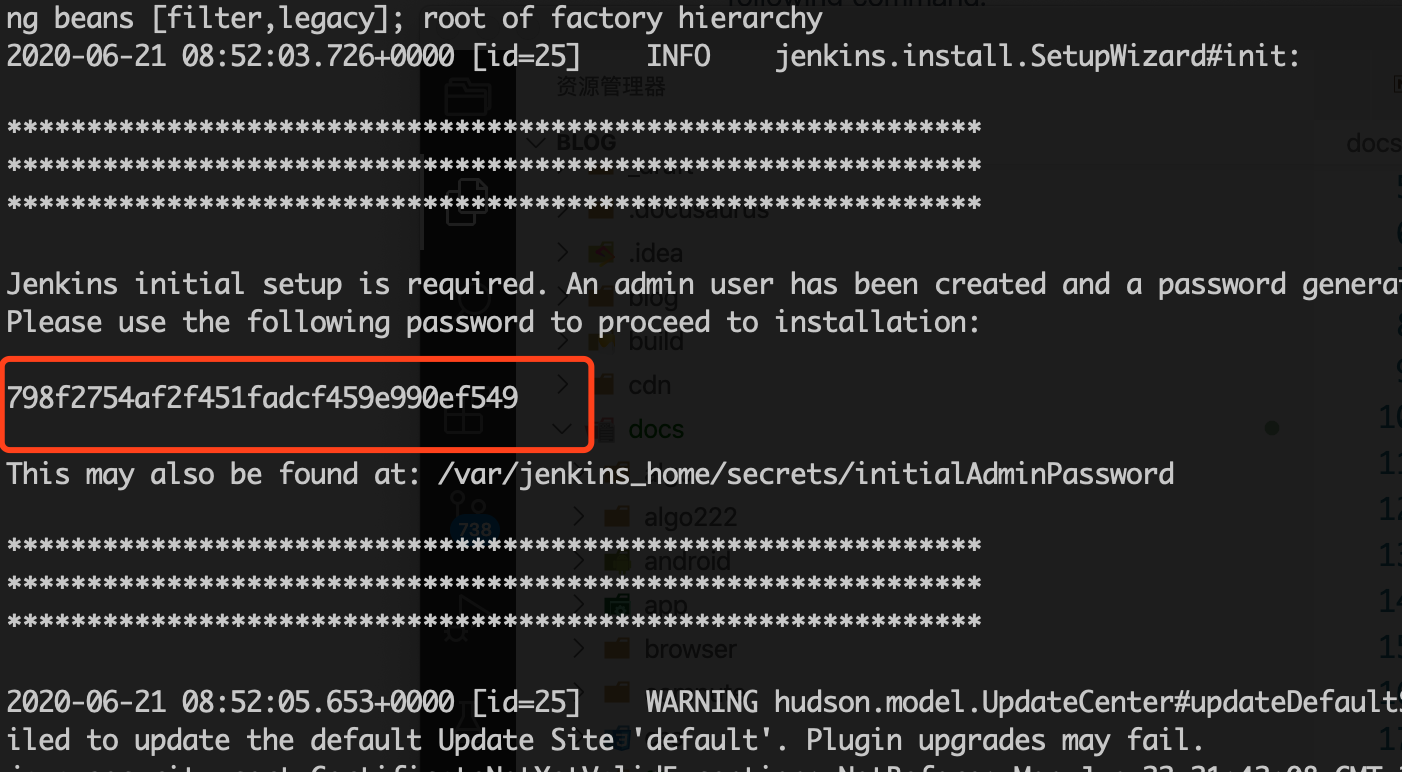 following command:
ng beans [filter,legacy]; root of factory hierarchy
2020-06-21 08:52:03.726+0000 [id=25] INFO jenkins.install.SetupWizard#init:
资源管理器
*************************************************************
BLOG
docs
*************************************************************
_draft
*************************************************************
.docusaurus
.idea
Jenkins initial setup is required. An admin user has been created and a password generat
blog
Please use the following password to proceed to installation:
build
cdn
798f2754af2f451fadcf459e990ef549
docs
This may also be found at: /var/jenkins_home/secrets/initialAdminPassword
algo222
738
*************************************************************
android
*************************************************************
app
*************************************************************
browser
2020-06-21 08:52:05.653+0000 [id=25] WARNING hudson.model.UpdateCenter#updateDefaultS
iled to update the default Update Site 'default'. Plugin upgrades may fail.